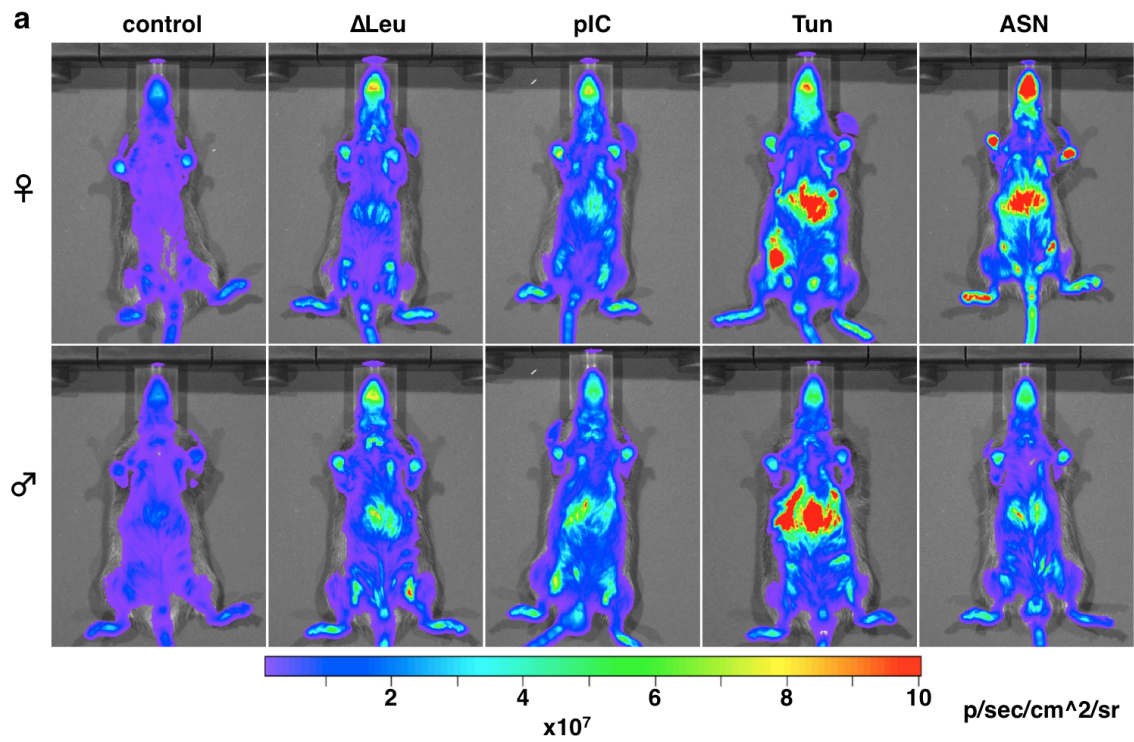 a
control ΔLeu pIC Tun ASN
♀
♂
2 4 6 8 10
x10⁷ p/sec/cm^2/sr